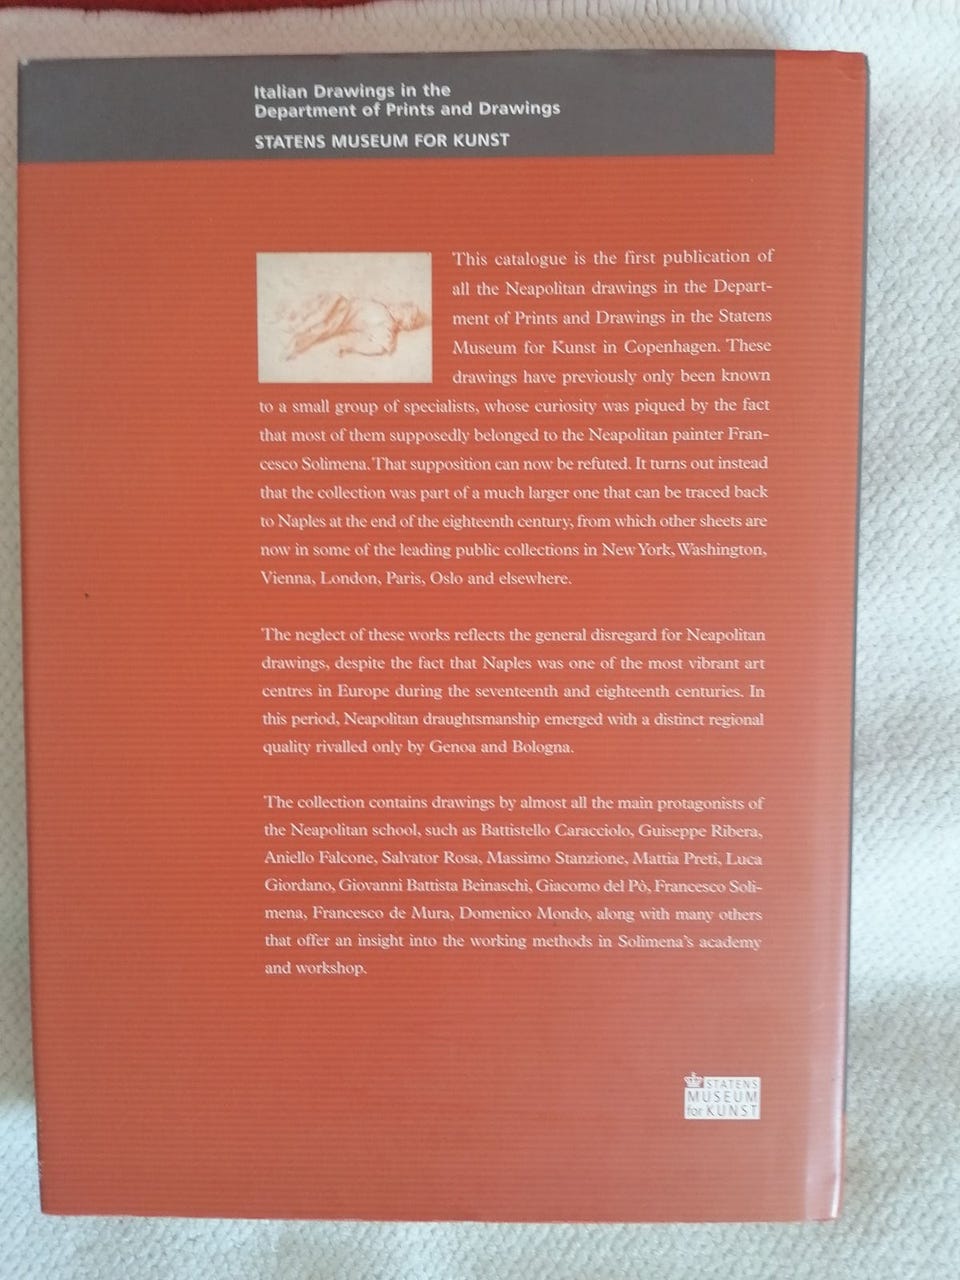 Italian Drawings in the
Department of Prints and Drawings
STATENS MUSEUM FOR KUNST
This catalogue is the first publication of
all the Neapolitan drawings in the Depart-
ment of Prints and Drawings in the Statens
Museum for Kunst in Copenhagen. These
drawings have previously only been known
to a small group of specialists, whose curiosity was piqued by the fact
that most of them supposedly belonged to the Neapolitan painter Fran-
cesco Solimena. That supposition can now be refuted. It turns out instead
that the collection was part of a much larger one that can be traced back
to Naples at the end of the eighteenth century, from which other sheets are
now in some of the leading public collections in New York, Washington,
Vienna, London, Paris, Oslo and elsewhere.
The neglect of these works reflects the general disregard for Neapolitan
drawings, despite the fact that Naples was one of the most vibrant art
centres in Europe during the seventeenth and eighteenth centuries. In
this period, Neapolitan draughtsmanship emerged with a distinct regional
quality rivalled only by Genoa and Bologna.
The collection contains drawings by almost all the main protagonists of
the Neapolitan school, such as Battistello Caracciolo, Guiseppe Ribera,
Aniello Falcone, Salvator Rosa, Massimo Stanzione, Mattia Preti, Luca
Giordano, Giovanni Battista Beinaschi, Giacomo del Pò, Francesco Soli-
mena, Francesco de Mura, Domenico Mondo, along with many others
that offer an insight into the working methods in Solimena's academy
and workshop.
STATENS
MUSEUM
for KUNST